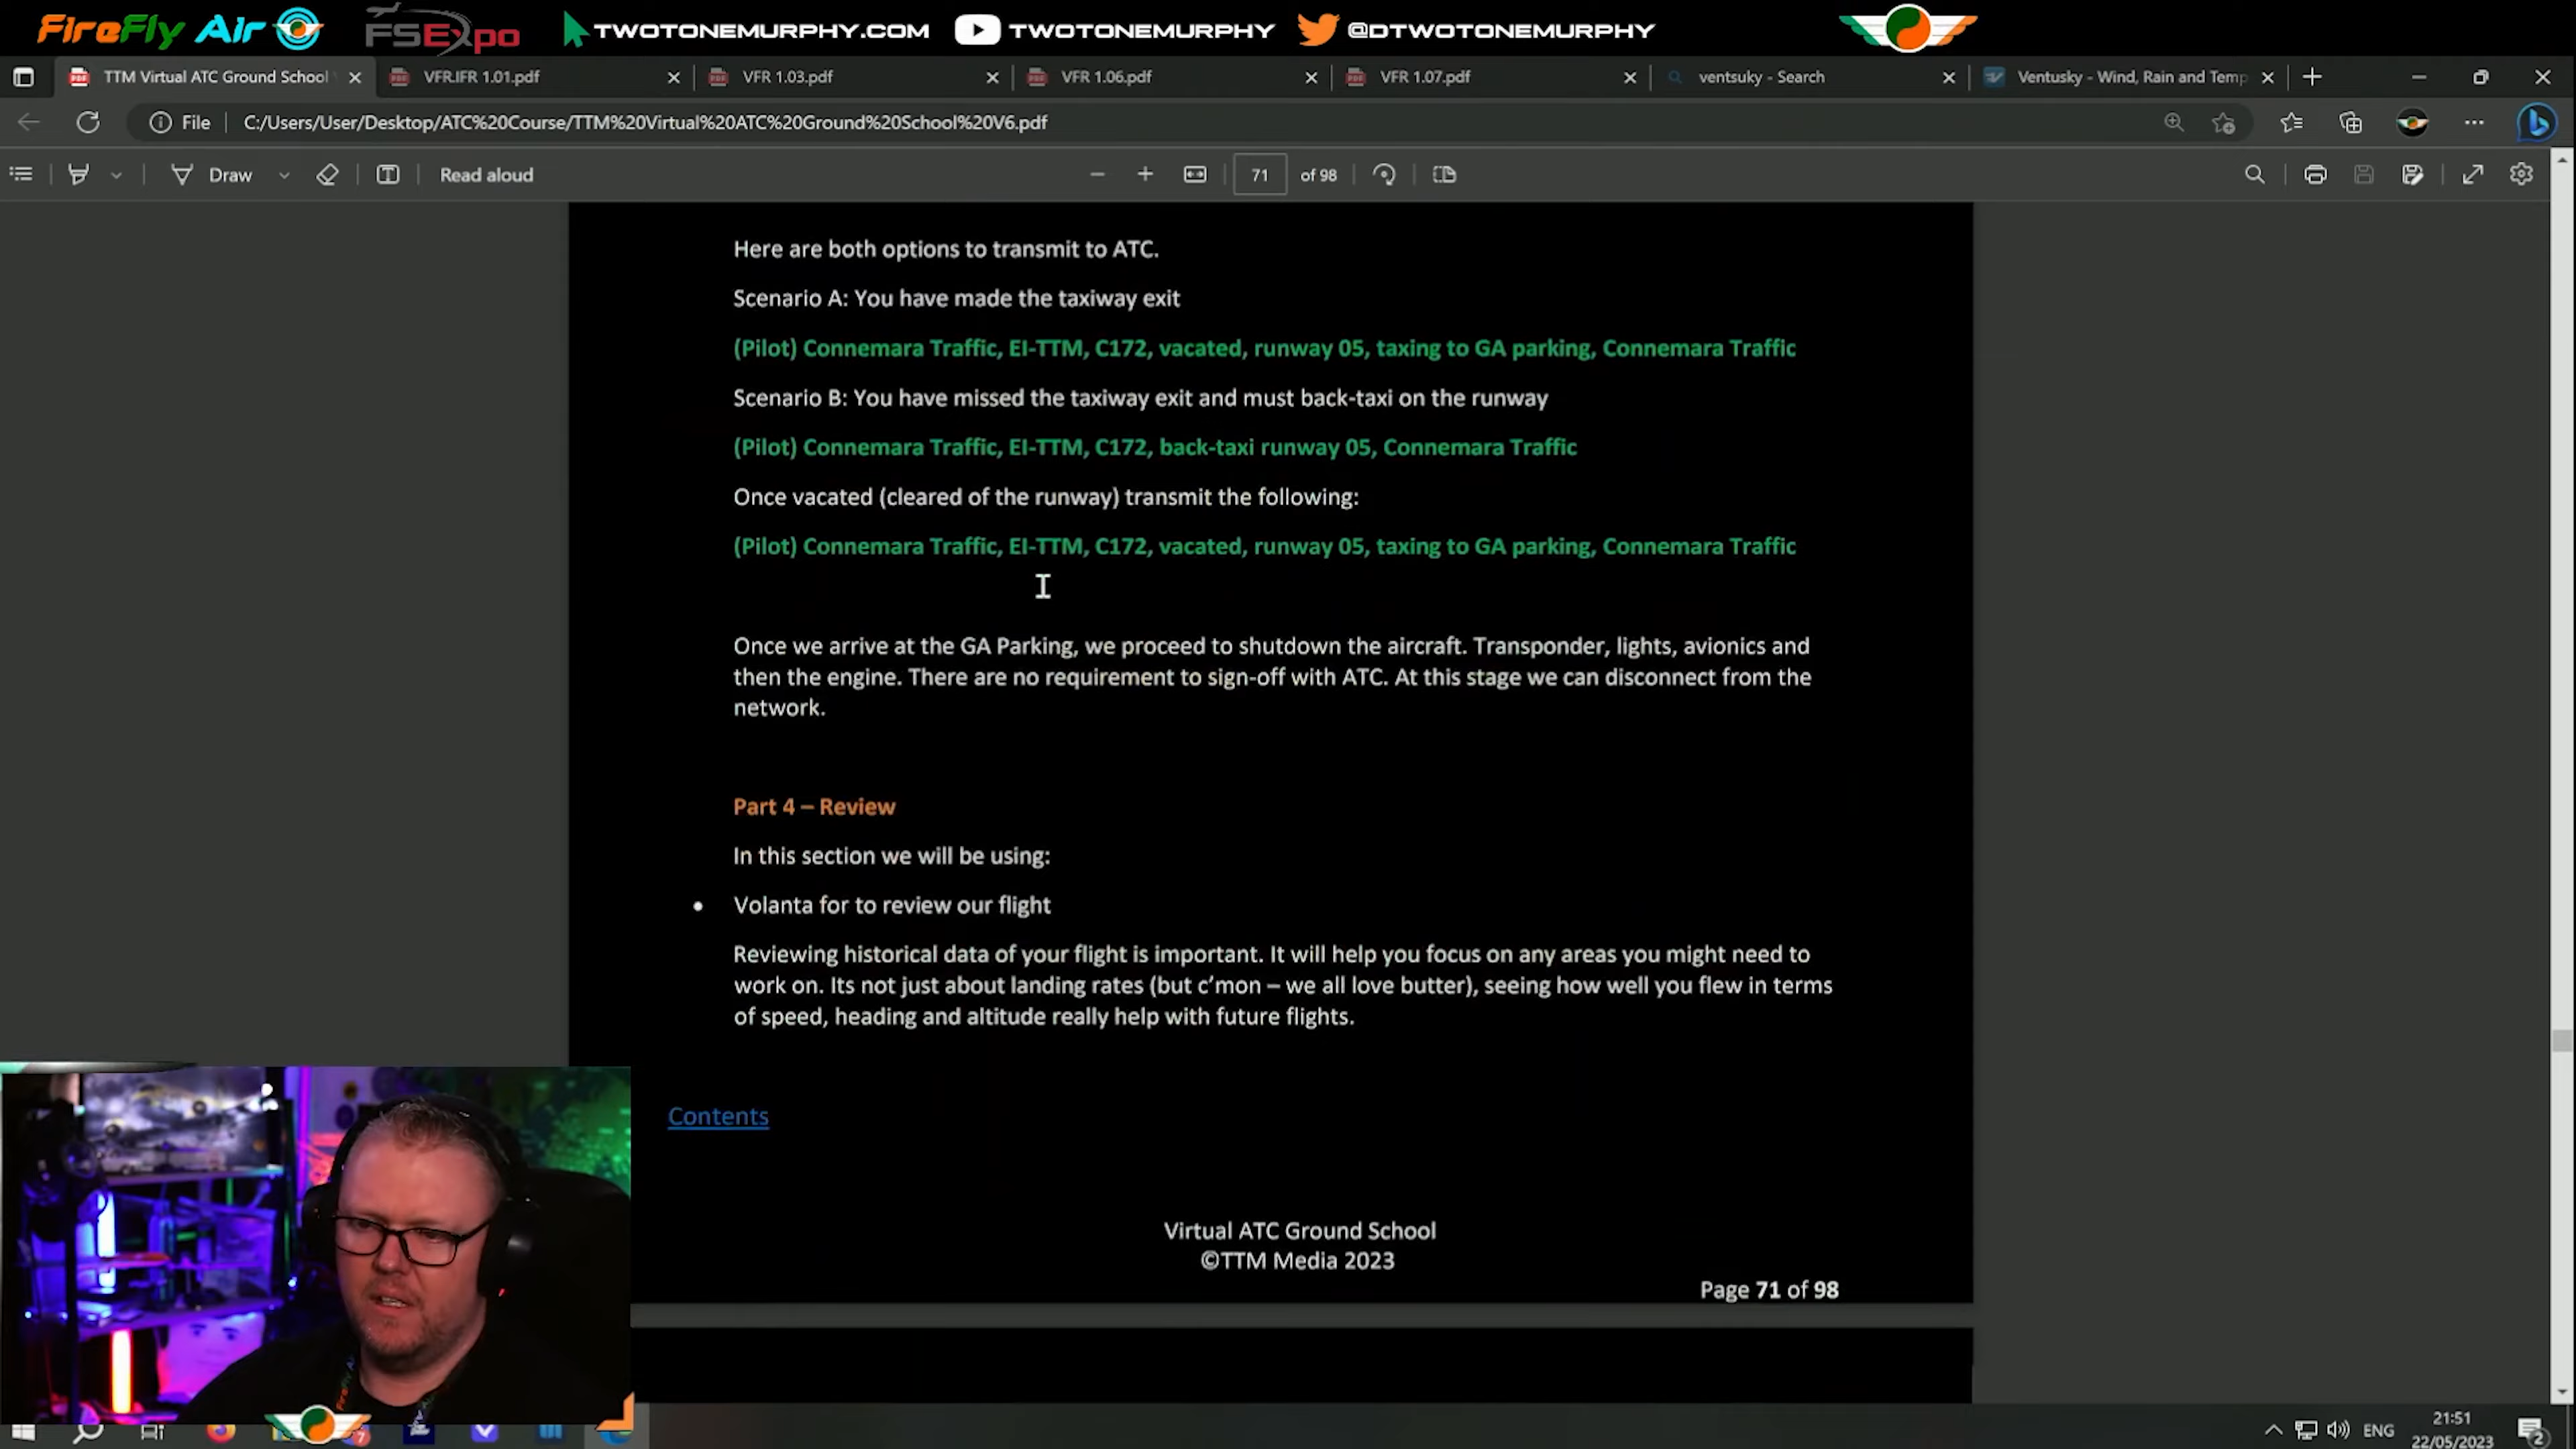 FIREFLY AIR FSExpo TWOTONEMURPHY.COM TWOTONEMURPHY @DTWOTONEMURPHY
TTM Virtual ATC Ground School VFR.IFR 1.01.pdf VFR 1.03.pdf VFR 1.06.pdf VFR 1.07.pdf ventsuky - Search Ventusky - Wind, Rain and Temp
File C:/Users/User/Desktop/ATC%20Course/TTM%20Virtual%20ATC%20Ground%20School%20V6.pdf
Draw Read aloud 71 of 98
Here are both options to transmit to ATC.
Scenario A: You have made the taxiway exit
(Pilot) Connemara Traffic, EI-TTM, C172, vacated, runway 05, taxing to GA parking, Connemara Traffic
Scenario B: You have missed the taxiway exit and must back-taxi on the runway
(Pilot) Connemara Traffic, EI-TTM, C172, back-taxi runway 05, Connemara Traffic
Once vacated (cleared of the runway) transmit the following:
(Pilot) Connemara Traffic, EI-TTM, C172, vacated, runway 05, taxing to GA parking, Connemara Traffic
Once we arrive at the GA Parking, we proceed to shutdown the aircraft. Transponder, lights, avionics and
then the engine. There are no requirement to sign-off with ATC. At this stage we can disconnect from the
network.
Part 4 – Review
In this section we will be using:
• Volanta for to review our flight
Reviewing historical data of your flight is important. It will help you focus on any areas you might need to
work on. Its not just about landing rates (but c'mon – we all love butter), seeing how well you flew in terms
of speed, heading and altitude really help with future flights.
Contents
Virtual ATC Ground School
©TTM Media 2023
Page 71 of 98
ENG
21:51
22/05/2023
2